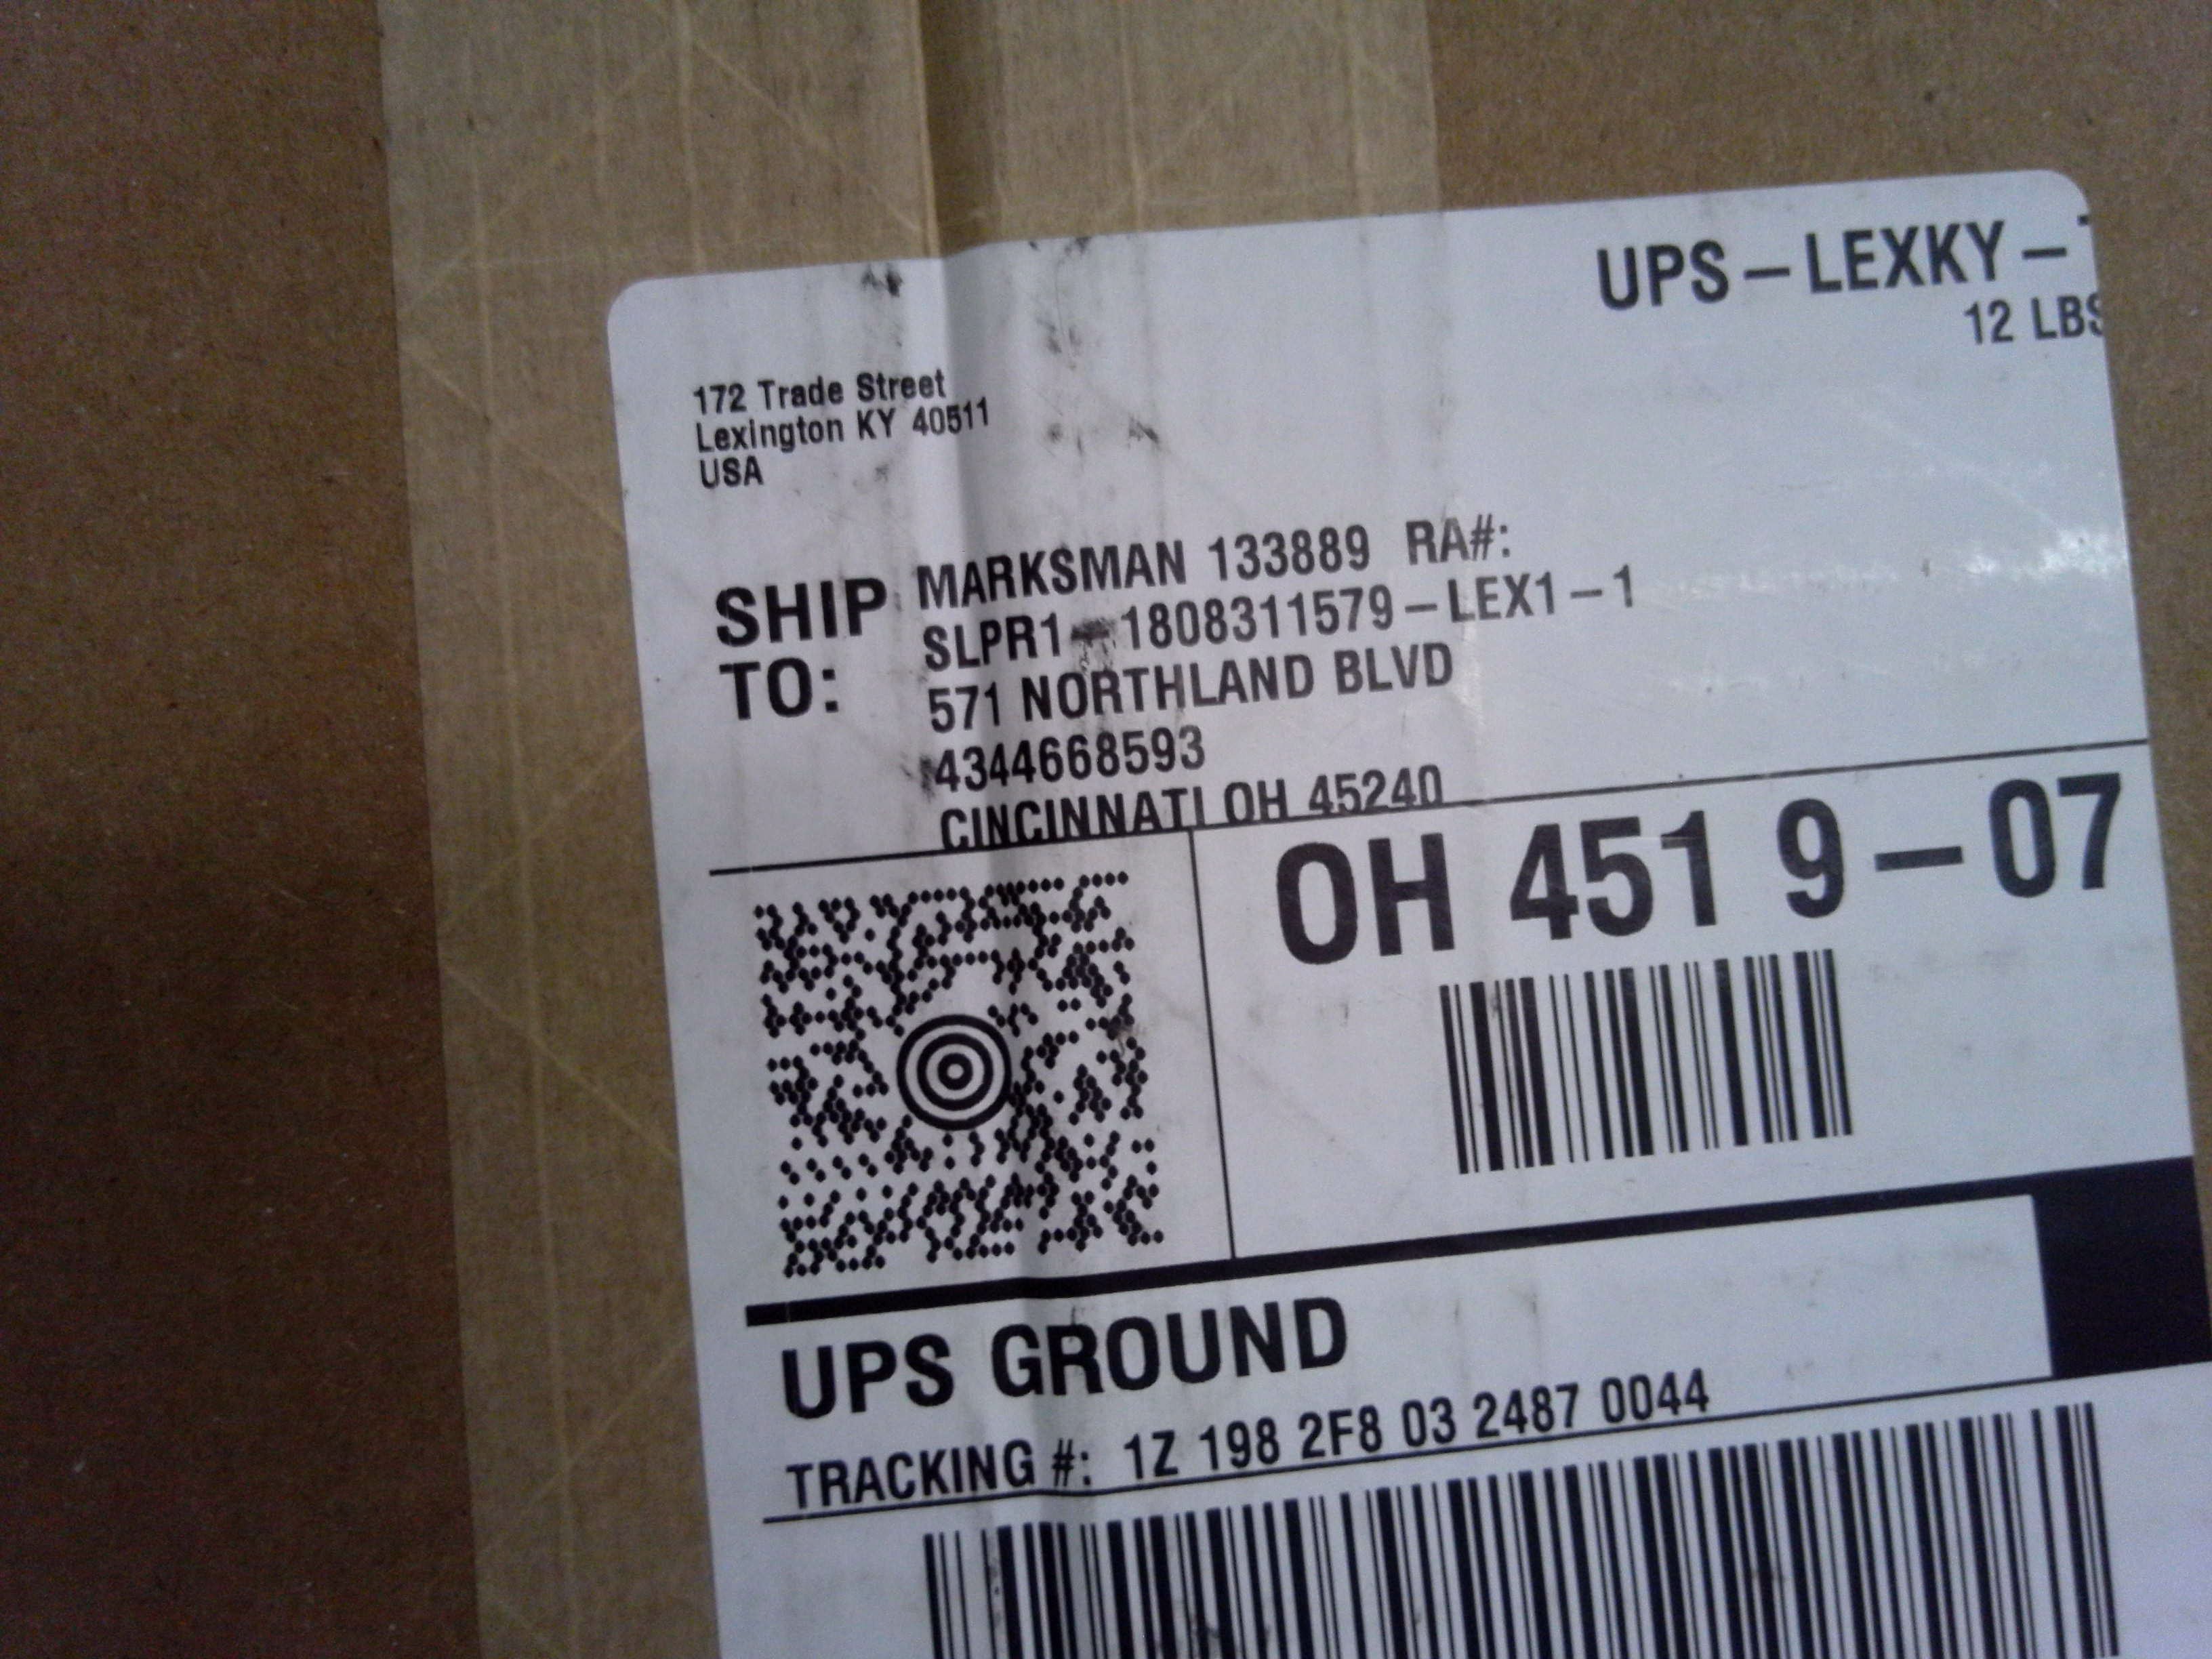 UPS – LEXKY –
12 LBS
172 Trade Street
Lexington KY 40511
USA
SHIP TO:
MARKSMAN 133889 RA#:
SLPR1 – 1808311579 – LEX1 – 1
571 NORTHLAND BLVD
4344668593
CINCINNATI OH 45240
OH 451 9 – 07
UPS GROUND
TRACKING #: 1Z 198 2F8 03 2487 0044